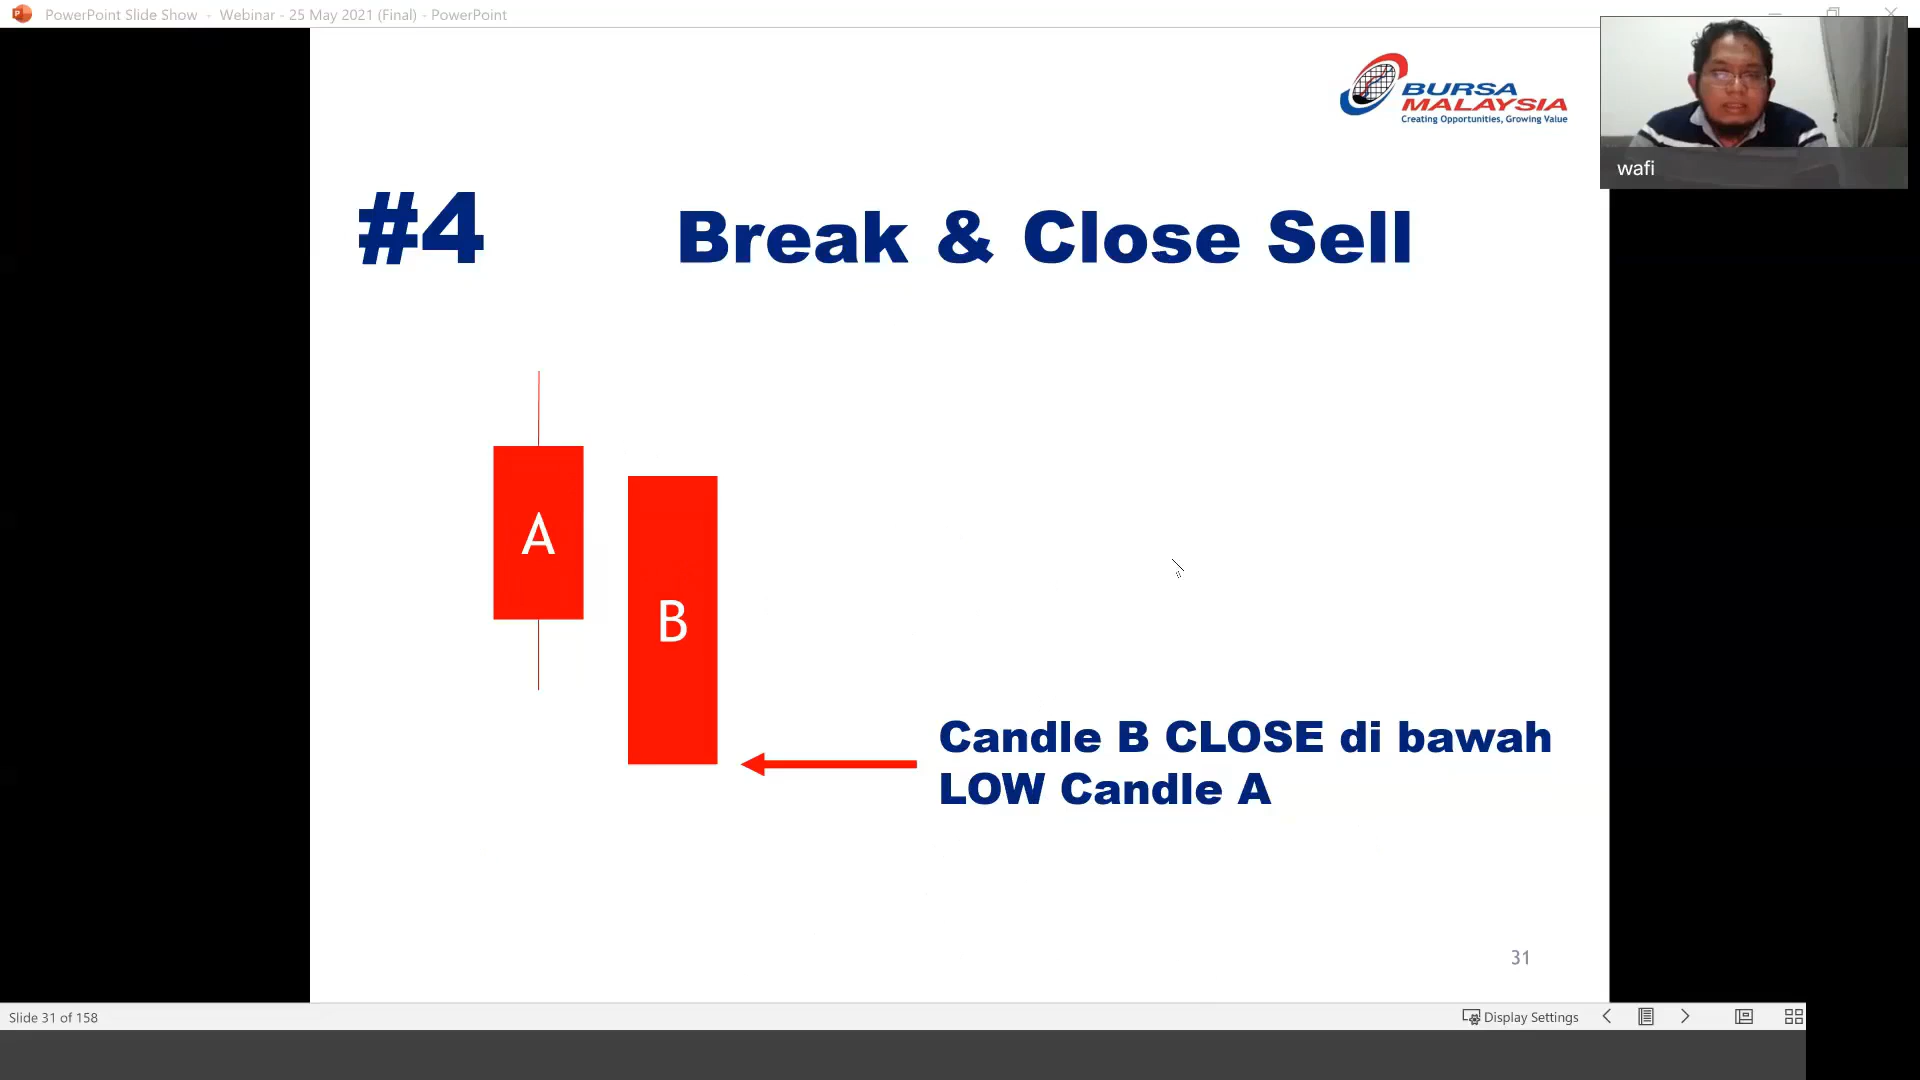 PowerPoint Slide Show - Webinar - 25 May 2021 (Final) - PowerPoint
BURSA
MALAYSIA
Creating Opportunities, Growing Value
wafi
#4 Break & Close Sell
A
B
Candle B CLOSE di bawah
LOW Candle A
31
Slide 31 of 158
Display Settings